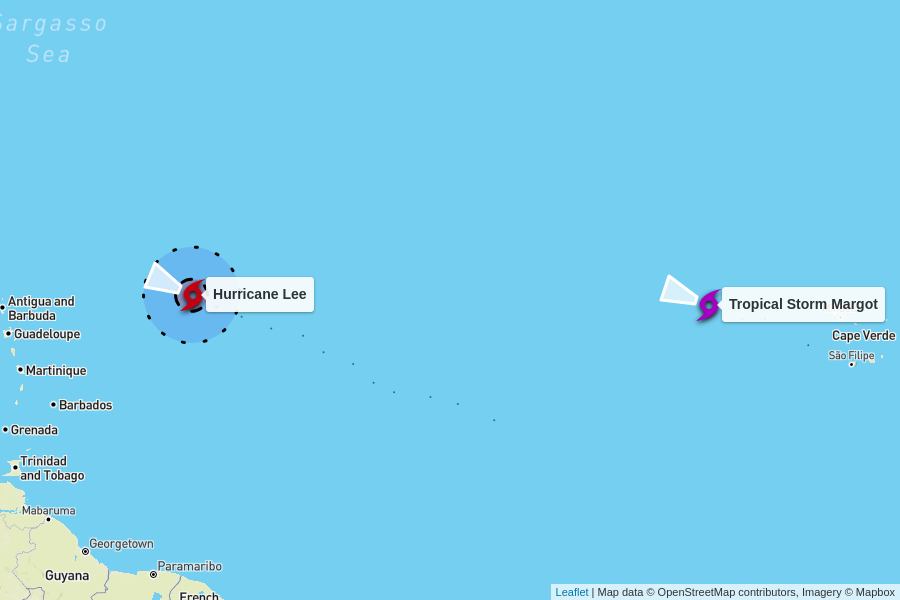 Sargasso
Sea
Hurricane Lee
Tropical Storm Margot
Antigua and
Barbuda
Guadeloupe
Cape Verde
São Filipe
Martinique
Barbados
Grenada
Trinidad
and Tobago
Mabaruma
Georgetown
Paramaribo
Guyana
French
Leaflet | Map data © OpenStreetMap contributors, Imagery © Mapbox